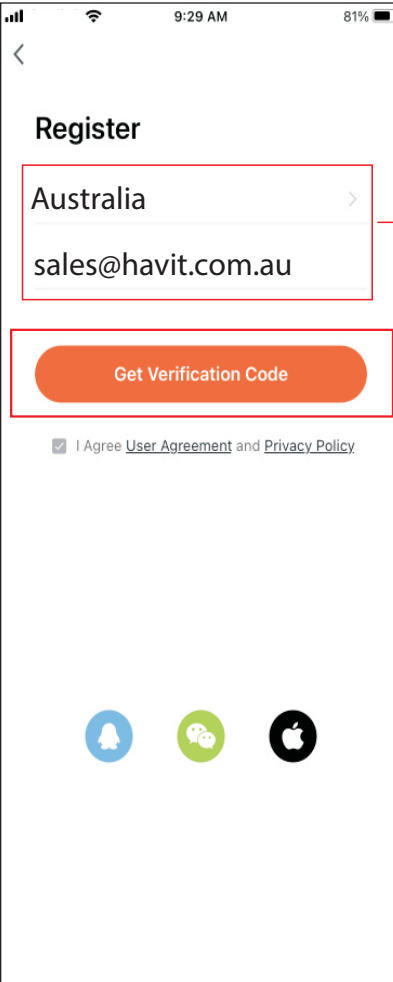 9:29 AM 81%
Register
Australia
sales@havit.com.au
Get Verification Code
I Agree User Agreement and Privacy Policy